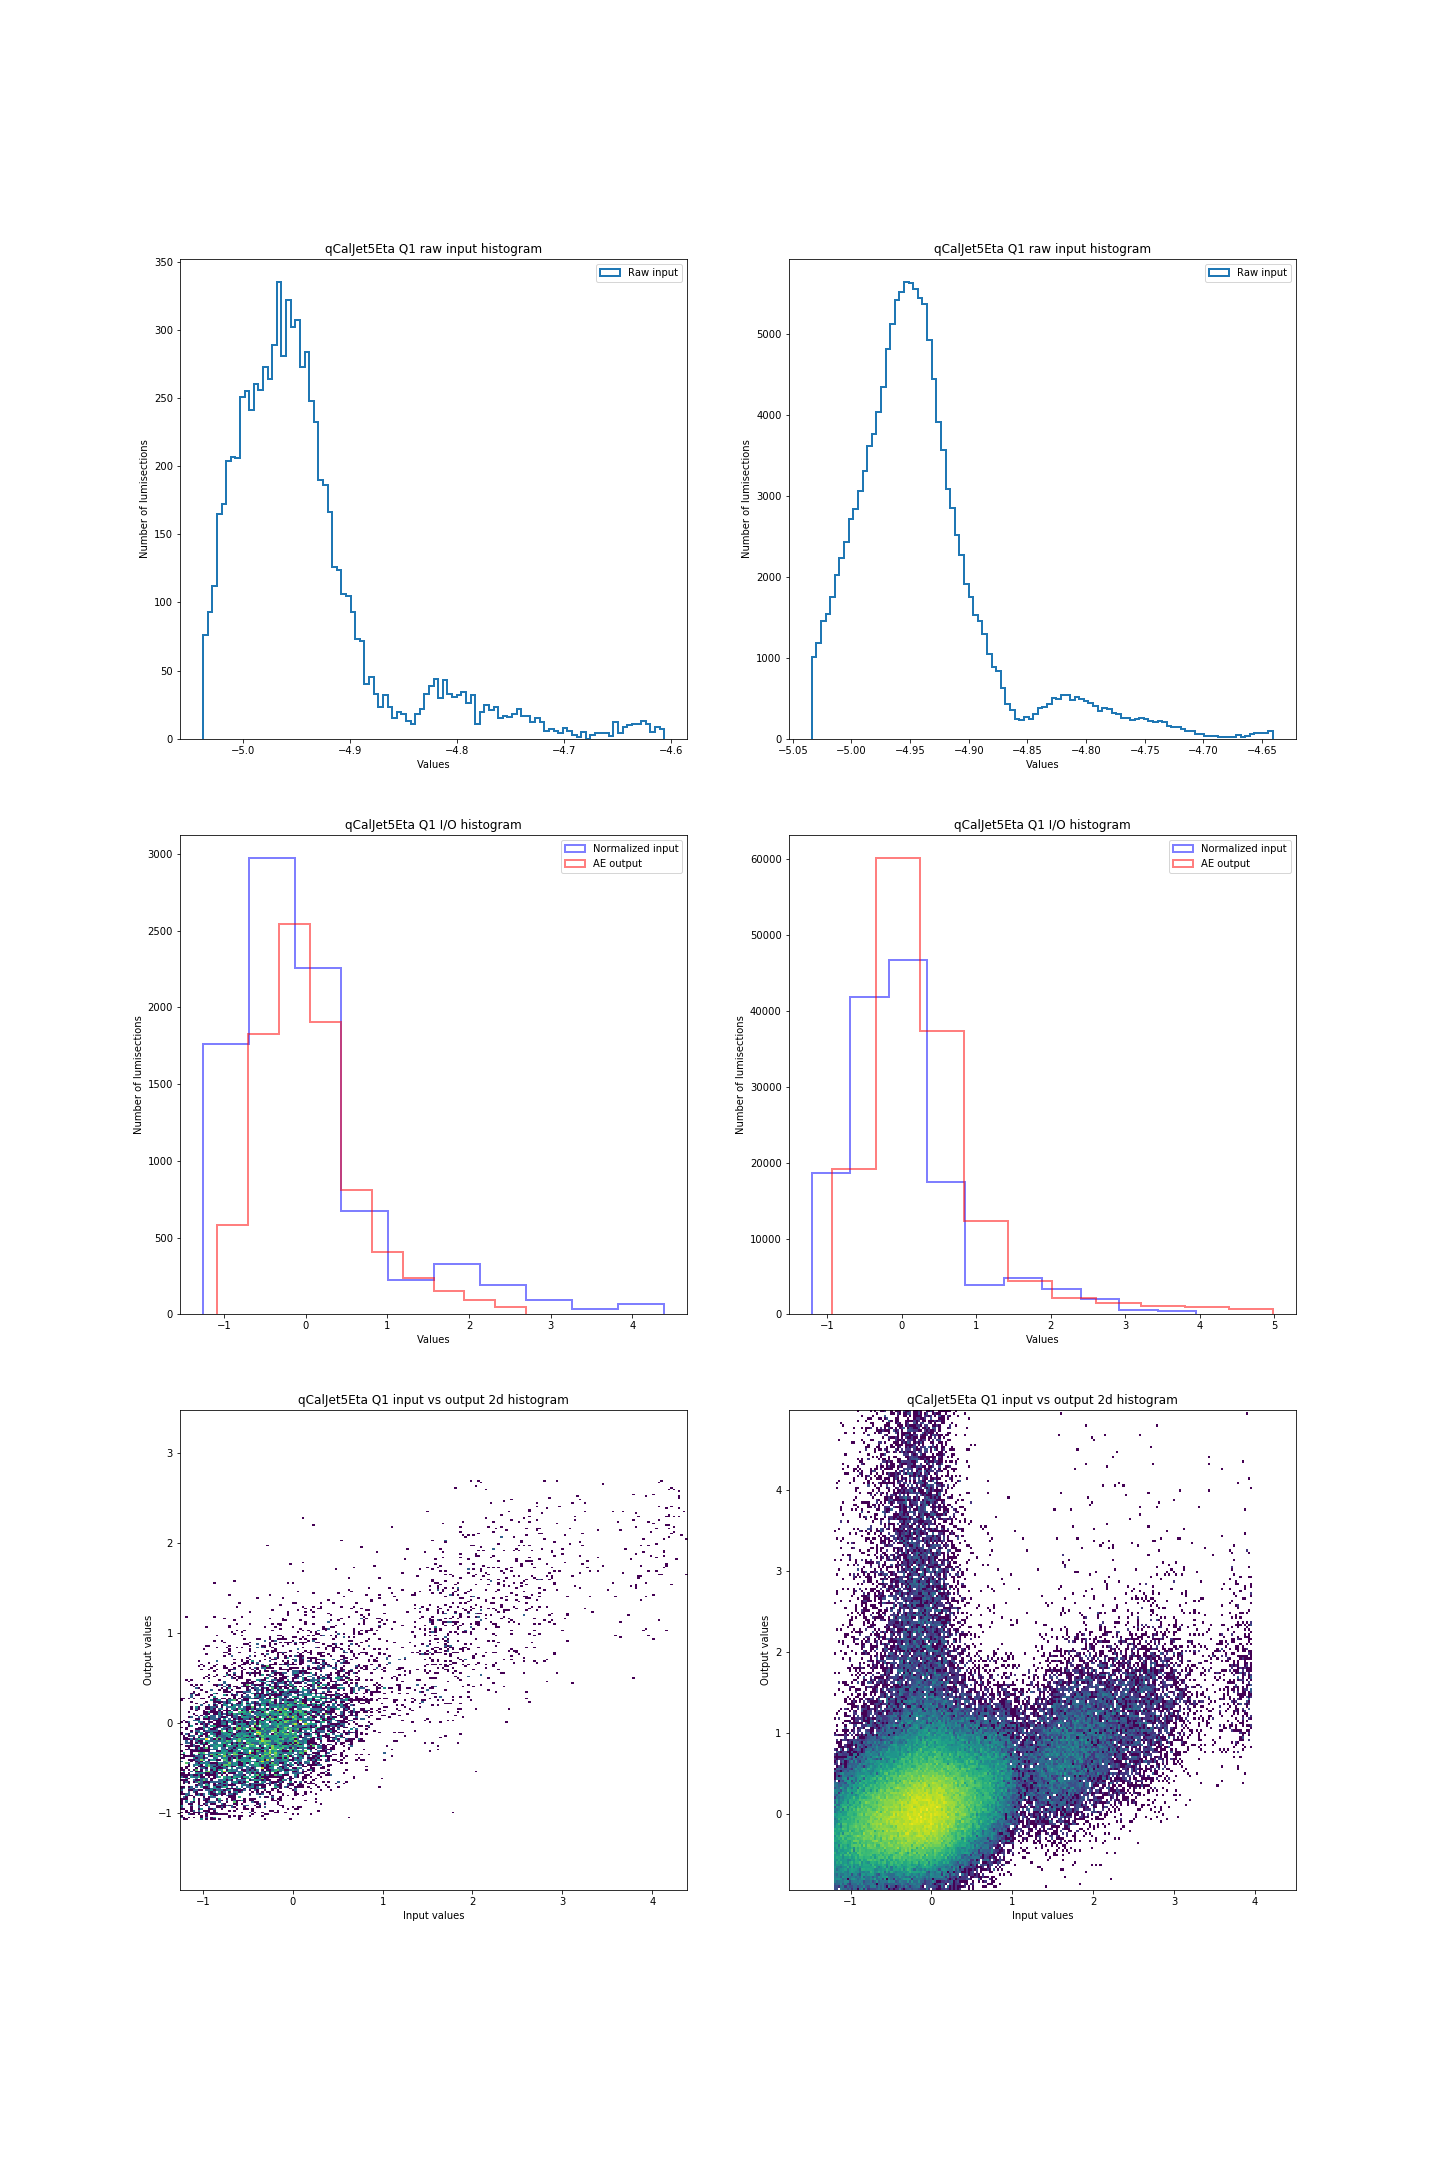 qCalJet5Eta Q1 raw input histogram
Raw input
350
300
250
200
150
100
50
0
Number of lumisections
−5.0 −4.9 −4.8 −4.7 −4.6
Values
qCalJet5Eta Q1 raw input histogram
Raw input
5000
4000
3000
2000
1000
0
Number of lumisections
−5.05 −5.00 −4.95 −4.90 −4.85 −4.80 −4.75 −4.70 −4.65
Values
qCalJet5Eta Q1 I/O histogram
Normalized input
AE output
3000
2500
2000
1500
1000
500
0
Number of lumisections
−1 0 1 2 3 4
Values
qCalJet5Eta Q1 I/O histogram
Normalized input
AE output
60000
50000
40000
30000
20000
10000
0
Number of lumisections
−1 0 1 2 3 4 5
Values
qCalJet5Eta Q1 input vs output 2d histogram
3
2
1
0
−1
Output values
−1 0 1 2 3 4
Input values
qCalJet5Eta Q1 input vs output 2d histogram
4
3
2
1
0
Output values
−1 0 1 2 3 4
Input values